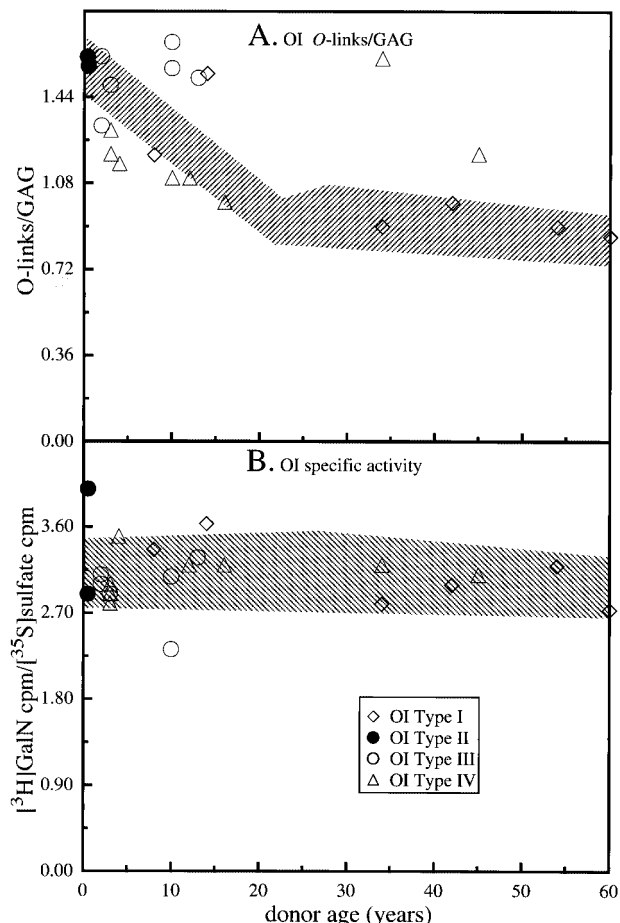 A. OI O-links/GAG
1.44
1.08
0.72
0.36
0.00
O-links/GAG
B. OI specific activity
3.60
2.70
1.80
0.90
0.00
[³H]GalN cpm/[³⁵S]sulfate cpm
OI Type I
OI Type II
OI Type III
OI Type IV
0 10 20 30 40 50 60
donor age (years)